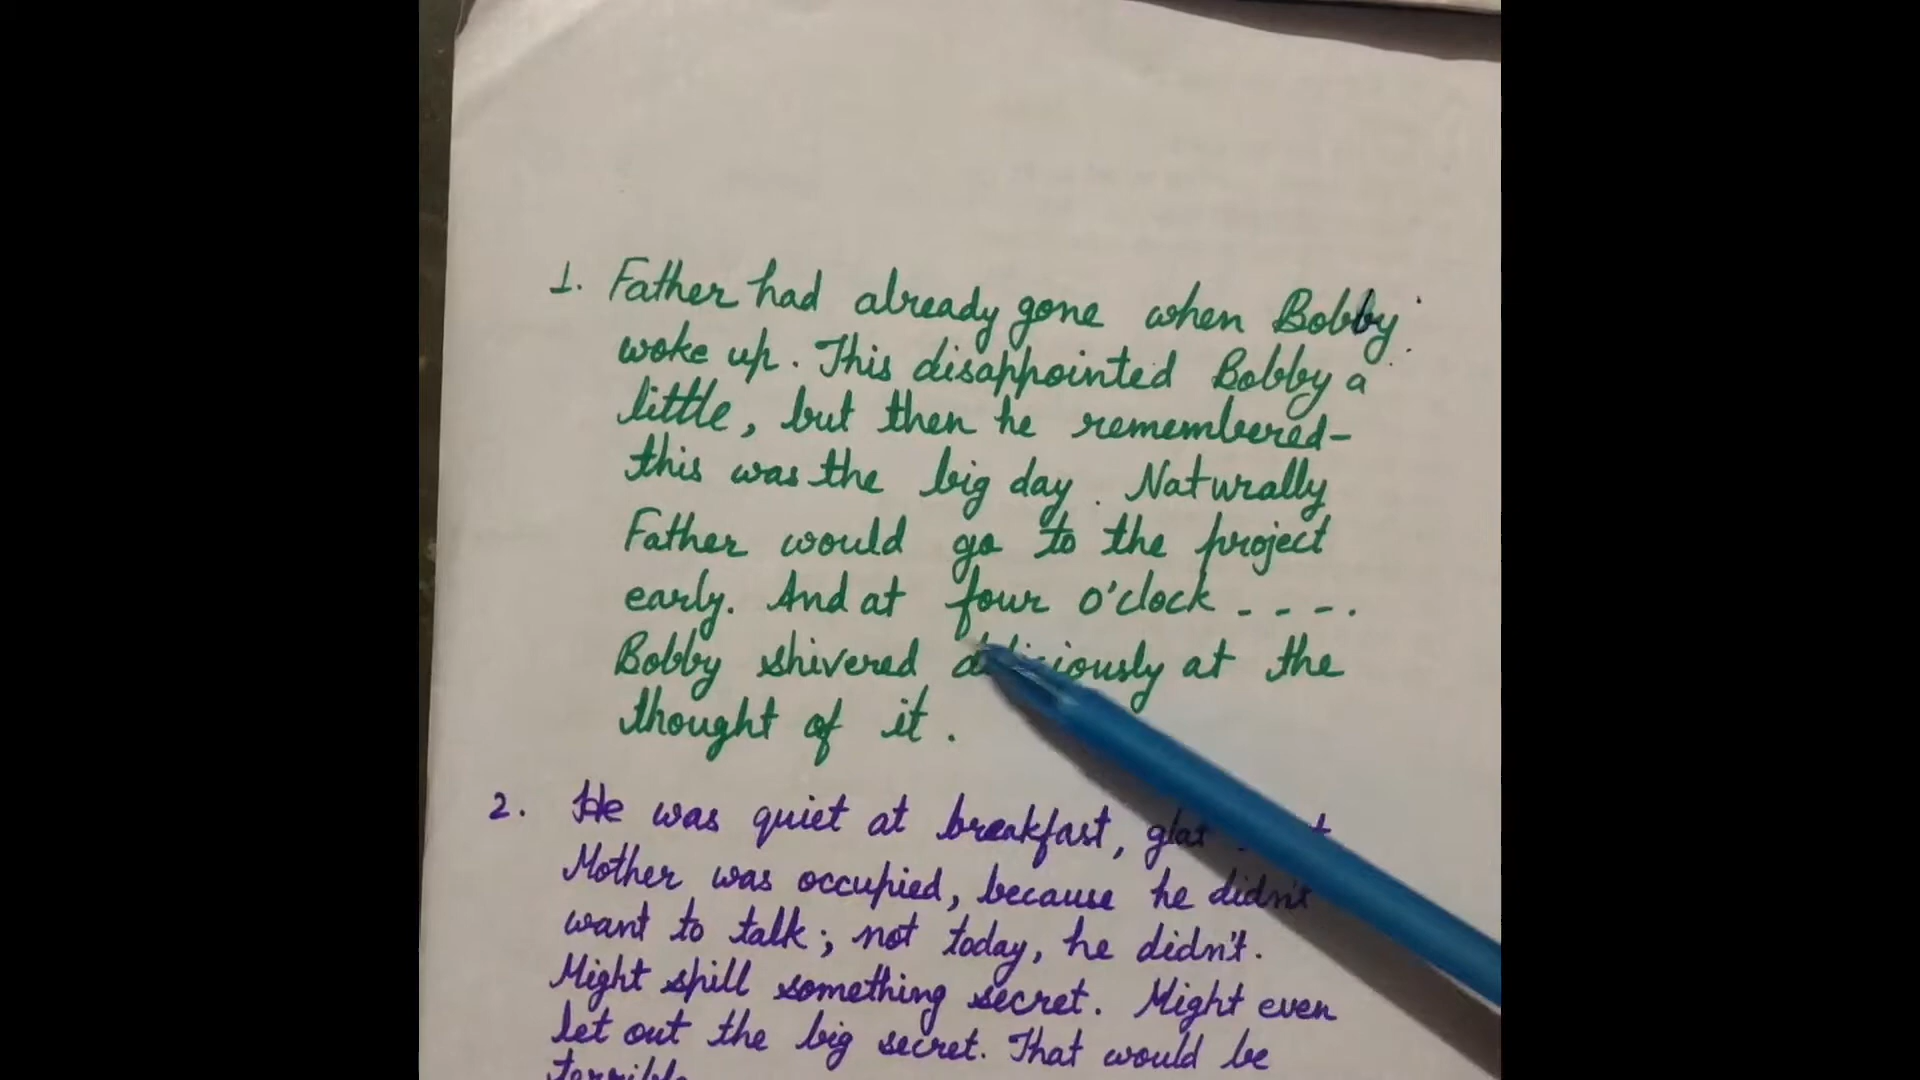 1. Father had already gone when Bobby
woke up. This disappointed Bobby a
little, but then he remembered-
this was the big day. Naturally
Father would go to the project
early. And at four o'clock - - - .
Bobby shivered deliciously at the
thought of it.
2. He was quiet at breakfast,
Mother was occupied, because he didn't
want to talk; not today, he didn't.
Might spill something secret. Might even
let out the big secret. That would be